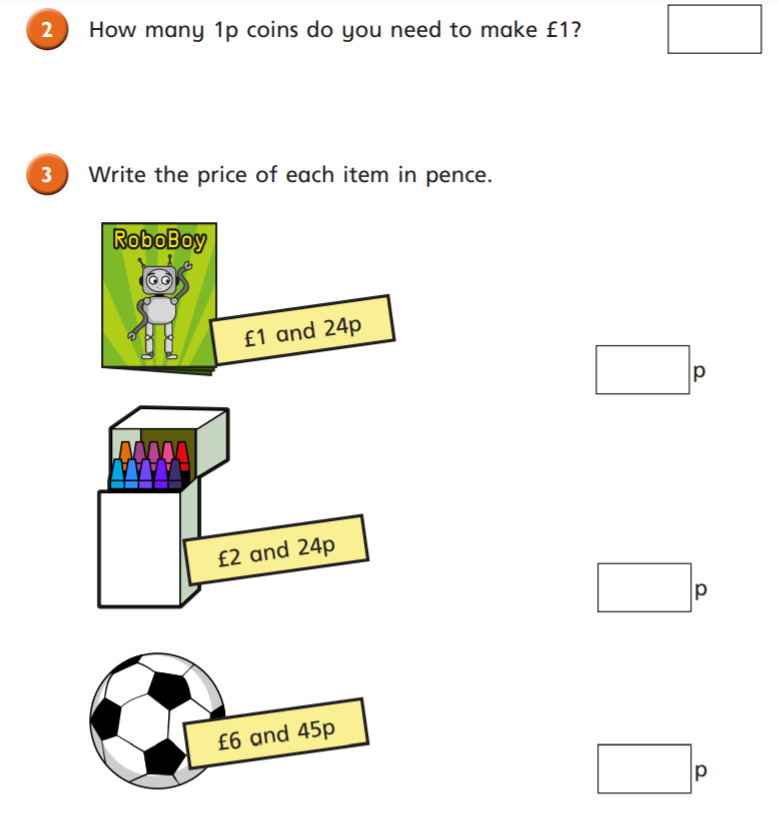 2 How many 1p coins do you need to make £1?
3 Write the price of each item in pence.
RoboBoy
£1 and 24p
p
£2 and 24p
p
£6 and 45p
p